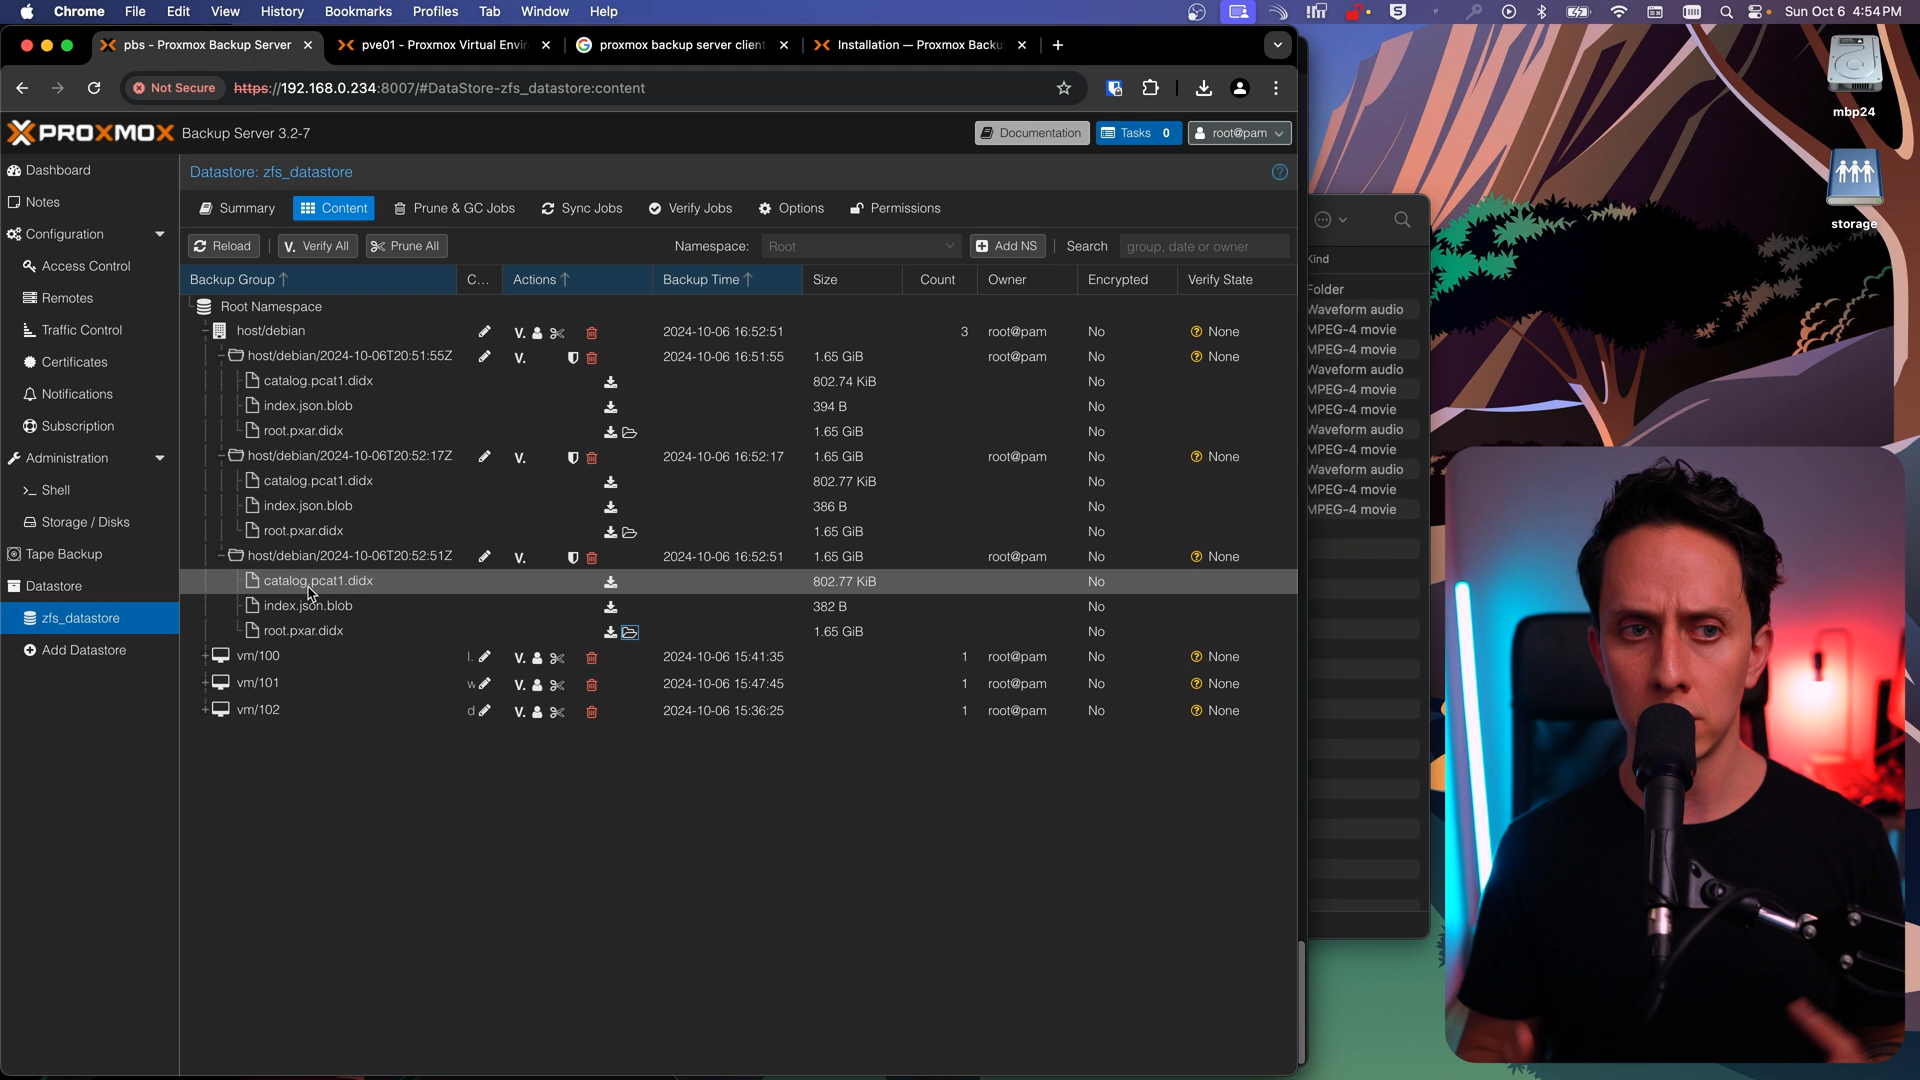 Chrome File Edit View History Bookmarks Profiles Tab Window Help Sun Oct 6 4:54 PM
pbs - Proxmox Backup Server
pve01 - Proxmox Virtual Envir
proxmox backup server client
Installation — Proxmox Backu
Not Secure https://192.168.0.234:8007/#DataStore-zfs_datastore:content
PROXMOX Backup Server 3.2-7
Documentation Tasks 0 root@pam
Dashboard
Notes
Configuration
Access Control
Remotes
Traffic Control
Certificates
Notifications
Subscription
Administration
Shell
Storage / Disks
Tape Backup
Datastore
zfs_datastore
Add Datastore
Datastore: zfs_datastore
Summary Content Prune & GC Jobs Sync Jobs Verify Jobs Options Permissions
Reload V. Verify All Prune All Namespace: Root Add NS Search group, date or owner
Backup Group C... Actions Backup Time Size Count Owner Encrypted Verify State
Root Namespace
host/debian V. 2024-10-06 16:52:51 3 root@pam No None
host/debian/2024-10-06T20:51:55Z V. 2024-10-06 16:51:55 1.65 GiB root@pam No None
catalog.pcat1.didx 802.74 KiB No
index.json.blob 394 B No
root.pxar.didx 1.65 GiB No
host/debian/2024-10-06T20:52:17Z V. 2024-10-06 16:52:17 1.65 GiB root@pam No None
catalog.pcat1.didx 802.77 KiB No
index.json.blob 386 B No
root.pxar.didx 1.65 GiB No
host/debian/2024-10-06T20:52:51Z V. 2024-10-06 16:52:51 1.65 GiB root@pam No None
catalog.pcat1.didx 802.77 KiB No
index.json.blob 382 B No
root.pxar.didx 1.65 GiB No
vm/100 l. V. 2024-10-06 15:41:35 1 root@pam No None
vm/101 w V. 2024-10-06 15:47:45 1 root@pam No None
vm/102 d V. 2024-10-06 15:36:25 1 root@pam No None
Kind
Folder
Waveform audio
MPEG-4 movie
MPEG-4 movie
Waveform audio
MPEG-4 movie
MPEG-4 movie
Waveform audio
MPEG-4 movie
Waveform audio
MPEG-4 movie
MPEG-4 movie
mbp24
storage